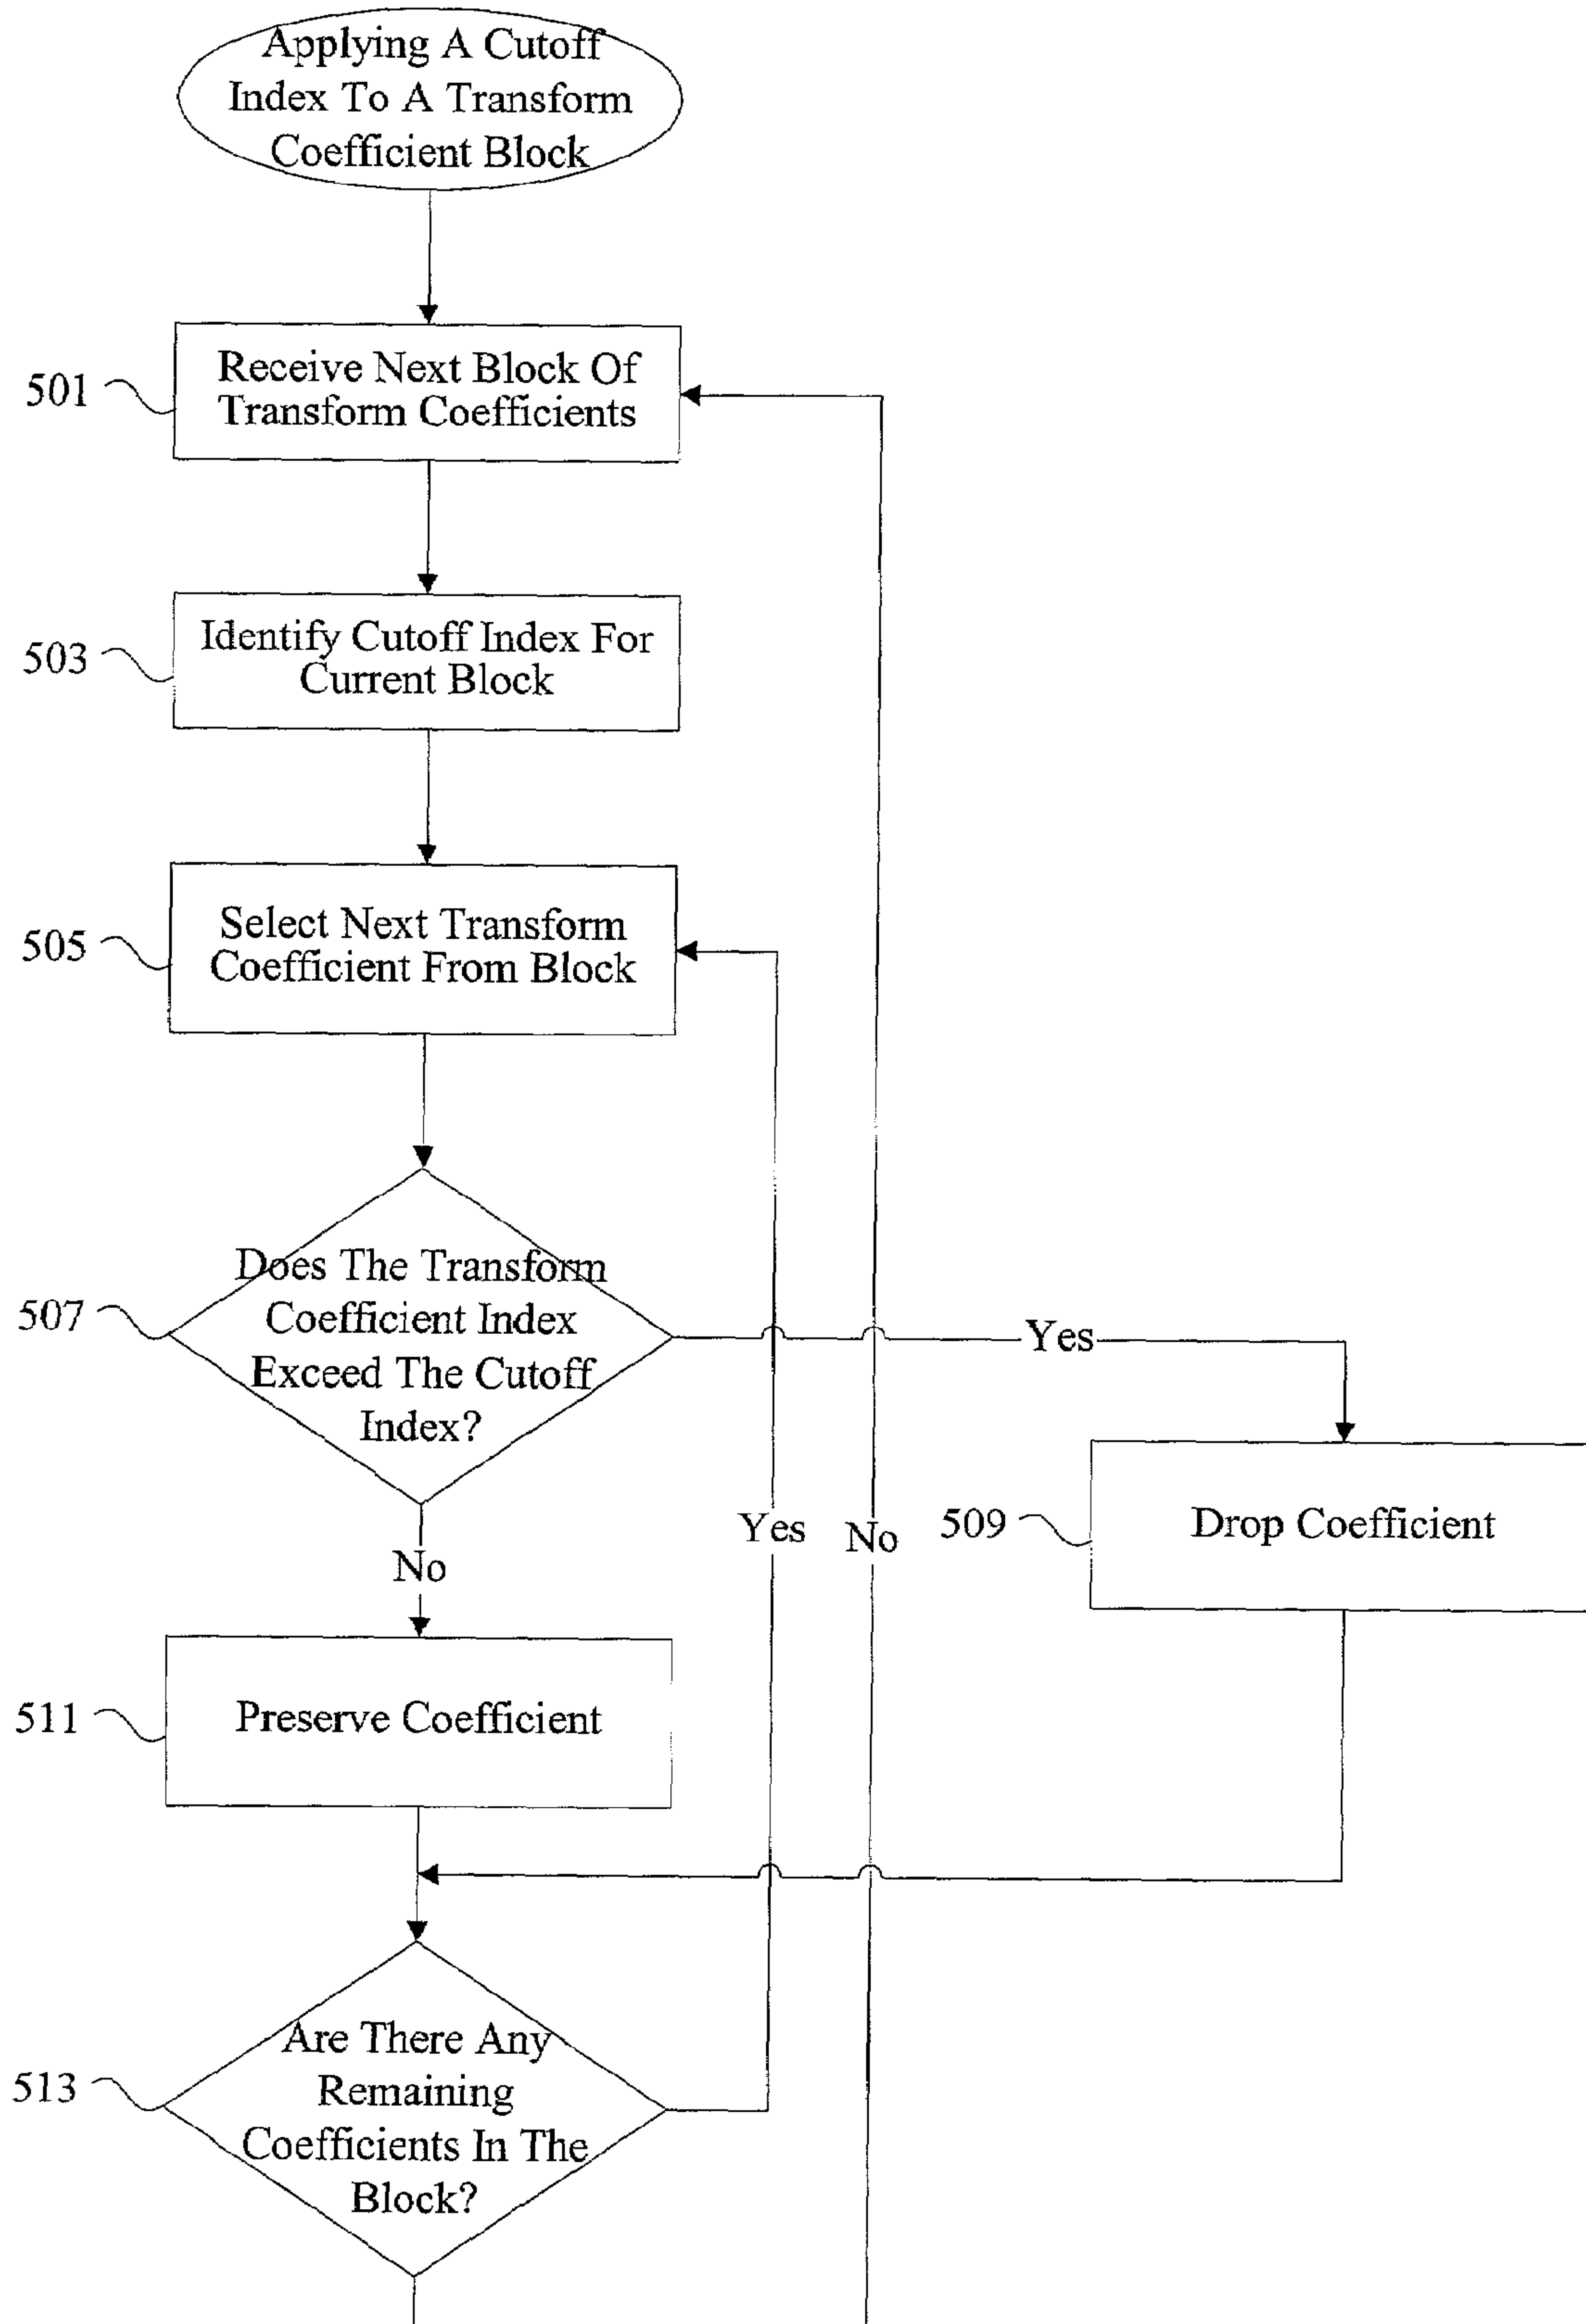 Applying A Cutoff
Index To A Transform
Coefficient Block
501
Receive Next Block Of
Transform Coefficients
503
Identify Cutoff Index For
Current Block
505
Select Next Transform
Coefficient From Block
507
Does The Transform
Coefficient Index
Exceed The Cutoff
Index?
Yes
No
509
Drop Coefficient
Yes
No
511
Preserve Coefficient
513
Are There Any
Remaining
Coefficients In The
Block?